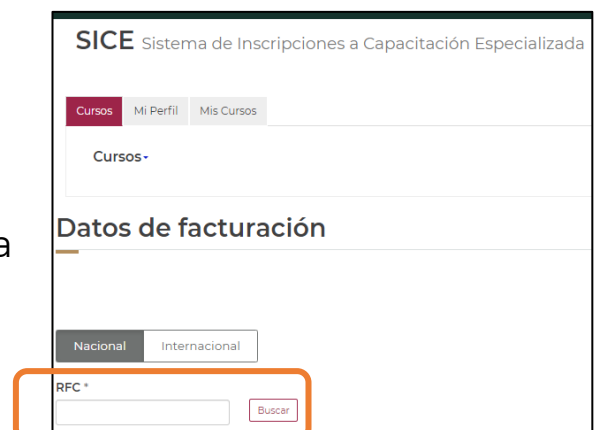 SICE Sistema de Inscripciones a Capacitación Especializada
Cursos Mi Perfil Mis Cursos
Cursos
Datos de facturación
a
Nacional Internacional
RFC *
Buscar